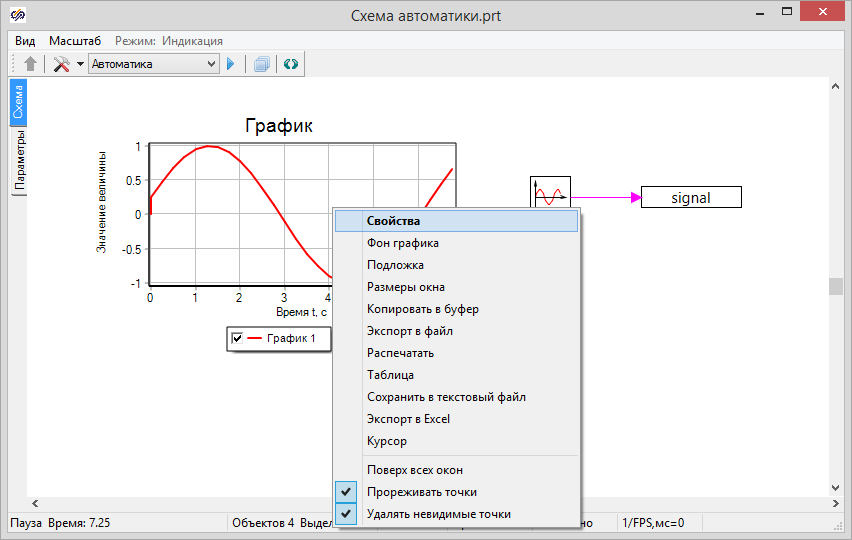 Схема автоматики.prt
Вид Масштаб Режим: Индикация
Автоматика
Схема
Параметры
График
Значение величины
1
0.5
0
-0.5
-1
0 1 2 3 4
Время t, с
График 1
signal
Свойства
Фон графика
Подложка
Размеры окна
Копировать в буфер
Экспорт в файл
Распечатать
Таблица
Сохранить в текстовый файл
Экспорт в Excel
Курсор
Поверх всех окон
Прореживать точки
Удалять невидимые точки
Пауза Время: 7.25 Объектов 4 1/FPS,мс=0